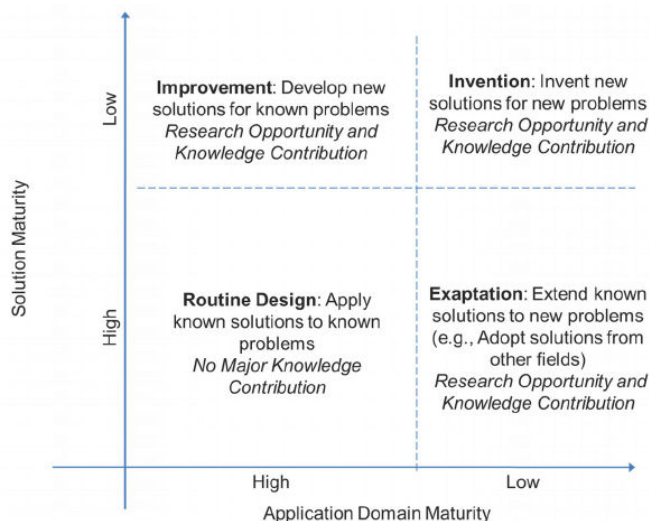 Improvement: Develop new
solutions for known problems
Research Opportunity and
Knowledge Contribution
Invention: Invent new
solutions for new problems
Research Opportunity and
Knowledge Contribution
Low
Solution Maturity
High
Routine Design: Apply
known solutions to known
problems
No Major Knowledge
Contribution
Exaptation: Extend known
solutions to new problems
(e.g., Adopt solutions from
other fields)
Research Opportunity and
Knowledge Contribution
High
Low
Application Domain Maturity